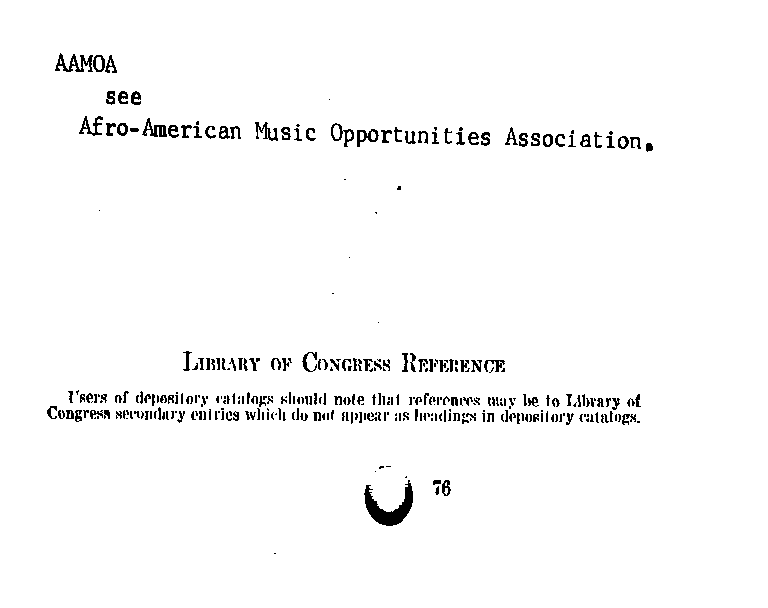 AAMOA
see
Afro-American Music Opportunities Association.
LIBRARY OF CONGRESS REFERENCE
Users of depository catalogs should note that references may be to Library of
Congress secondary entries which do not appear as headings in depository catalogs.
76